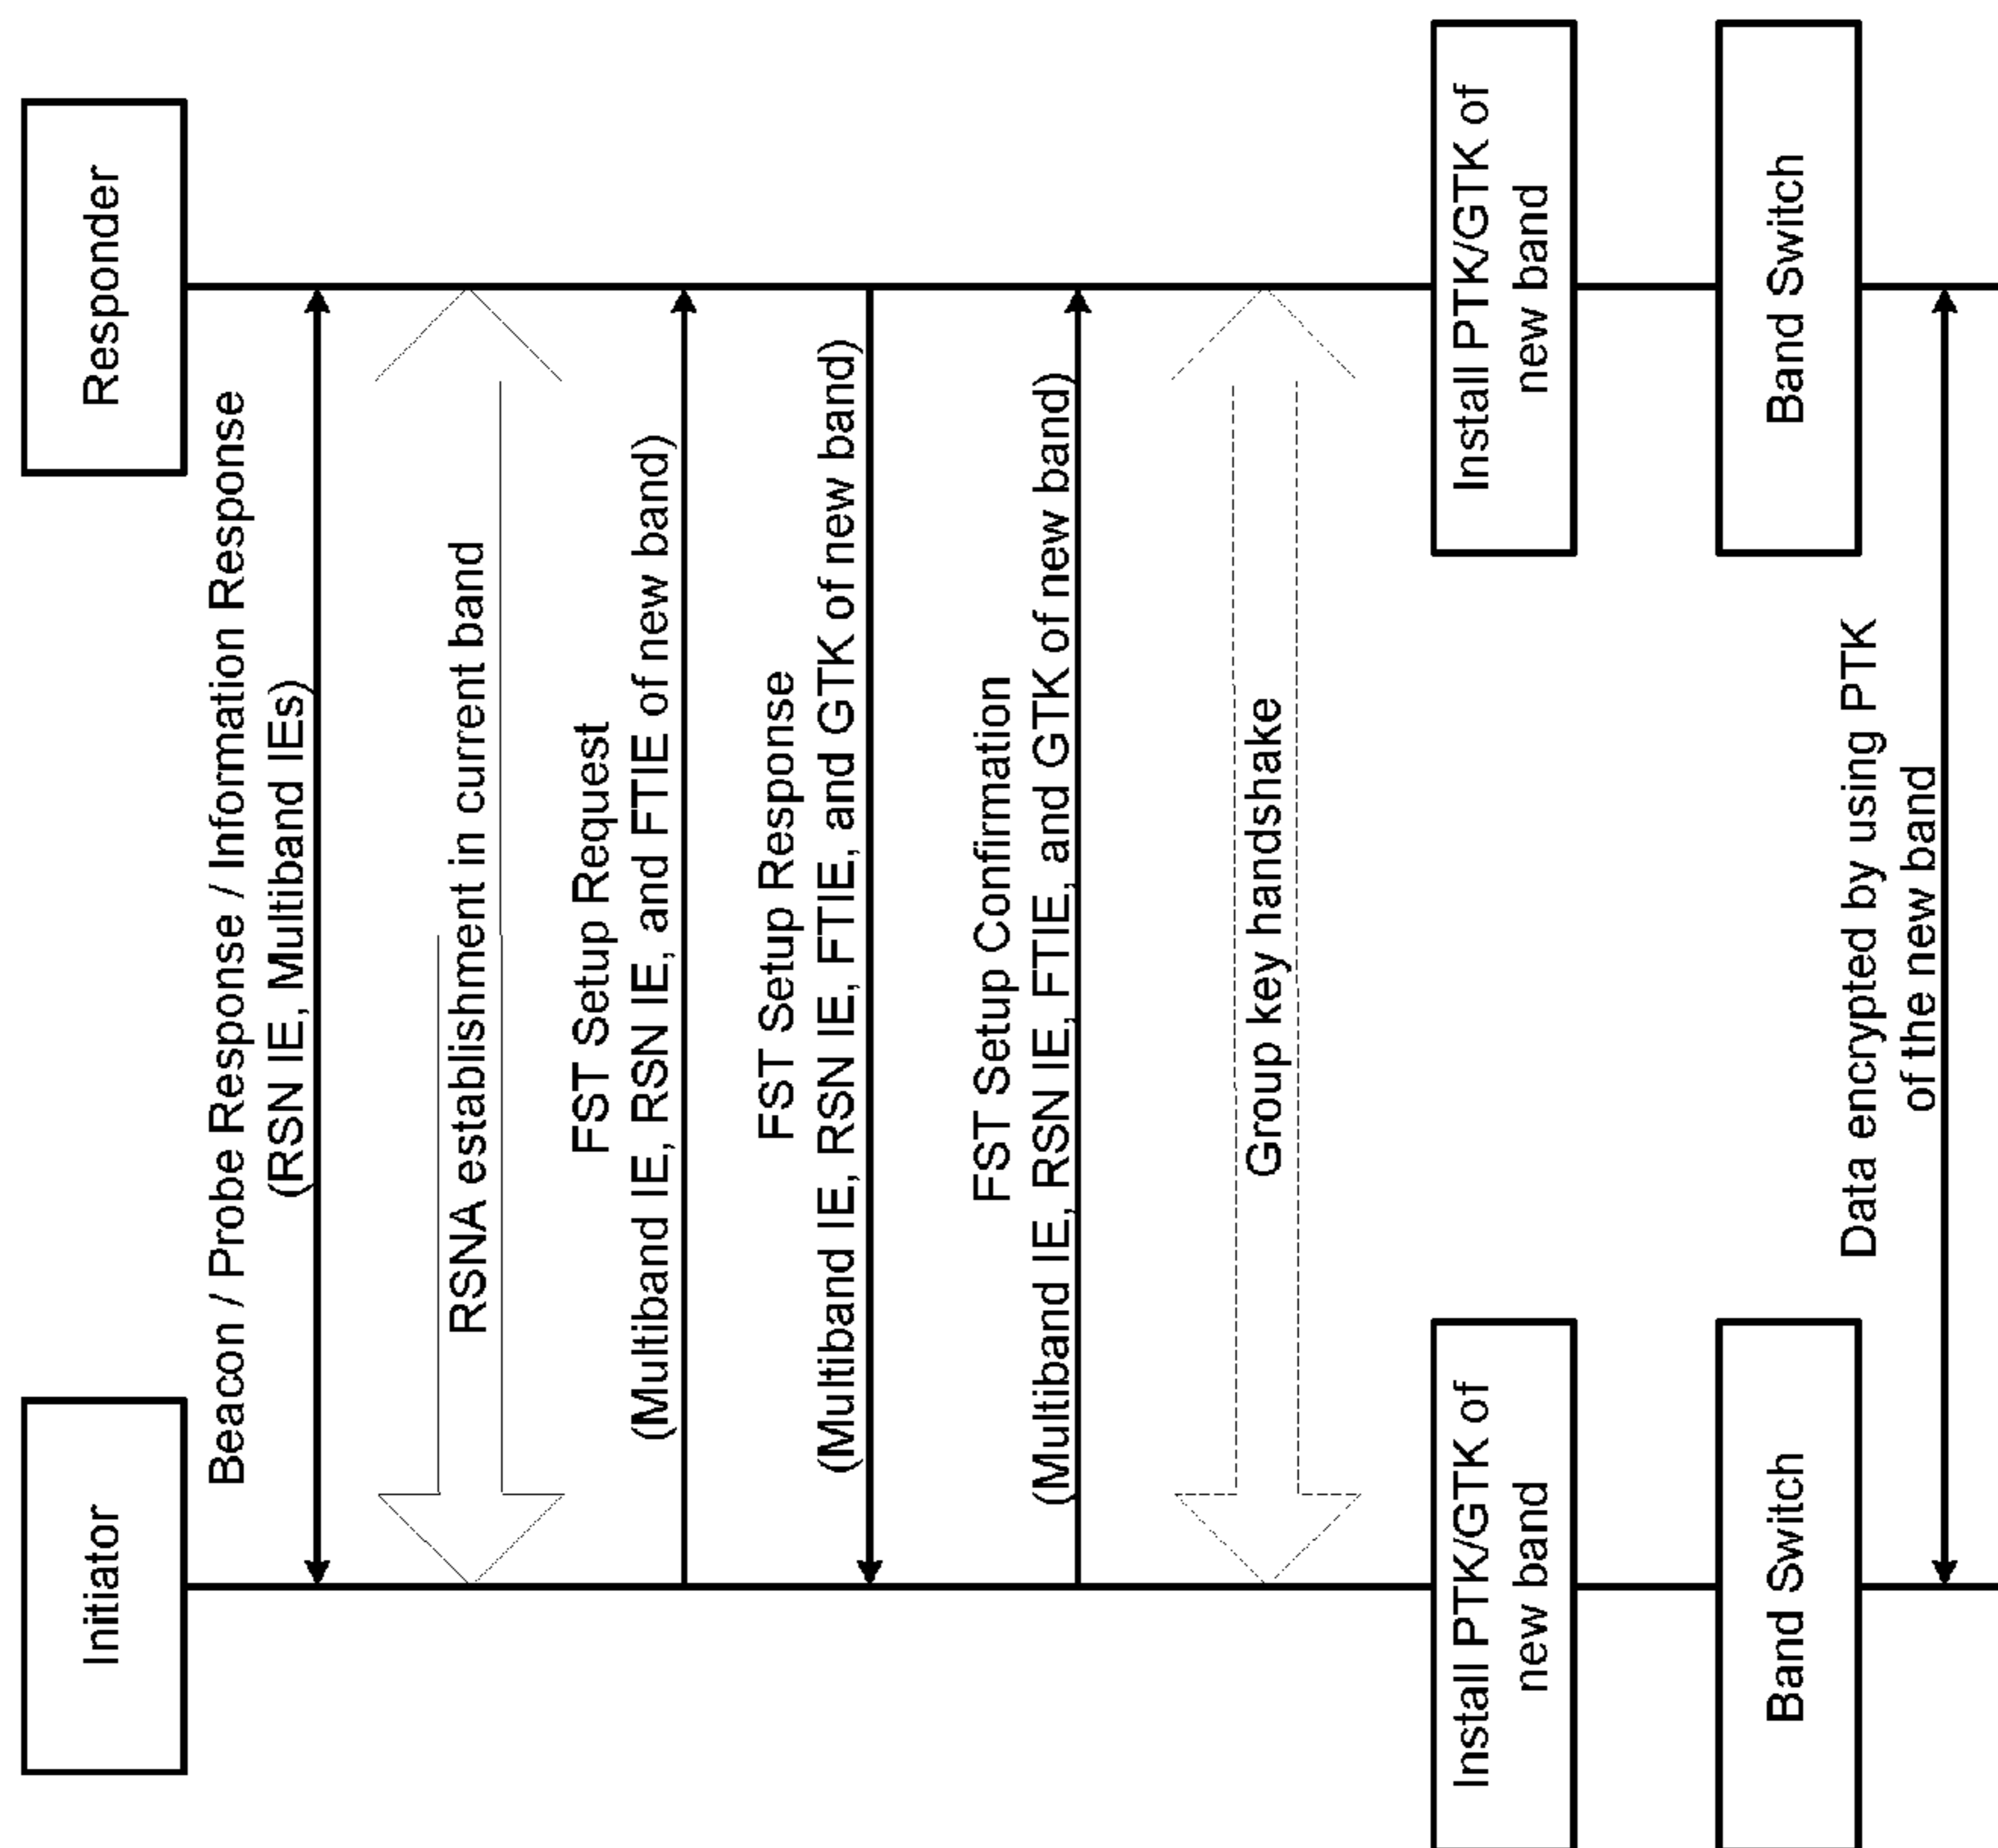 Initiator
Responder
Beacon / Probe Response / Information Response
(RSN IE, Multiband IEs)
RSNA establishment in current band
FST Setup Request
(Multiband IE, RSN IE, and FTIE of new band)
FST Setup Response
(Multiband IE, RSN IE, FTIE, and GTK of new band)
FST Setup Confirmation
(Multiband IE, RSN IE, FTIE, and GTK of new band)
Group key handshake
Install PTK/GTK of
new band
Install PTK/GTK of
new band
Band Switch
Band Switch
Data encrypted by using PTK
of the new band